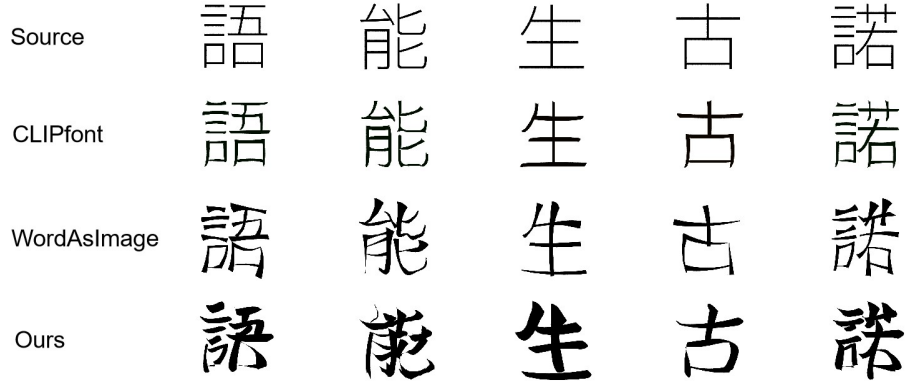 Source 語 能 生 古 諾
CLIPfont 語 能 生 古 諾
WordAsImage 語 能 生 古 諾
Ours 語 能 生 古 諾